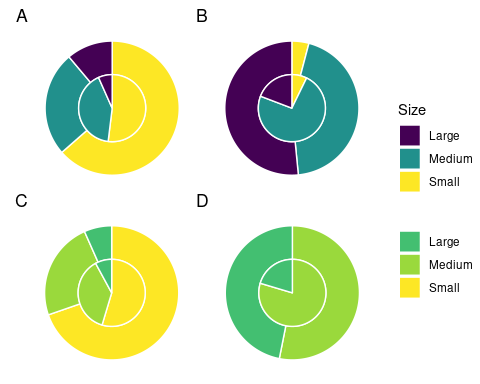 A
B
Size
Large
Medium
Small
C
D
Large
Medium
Small